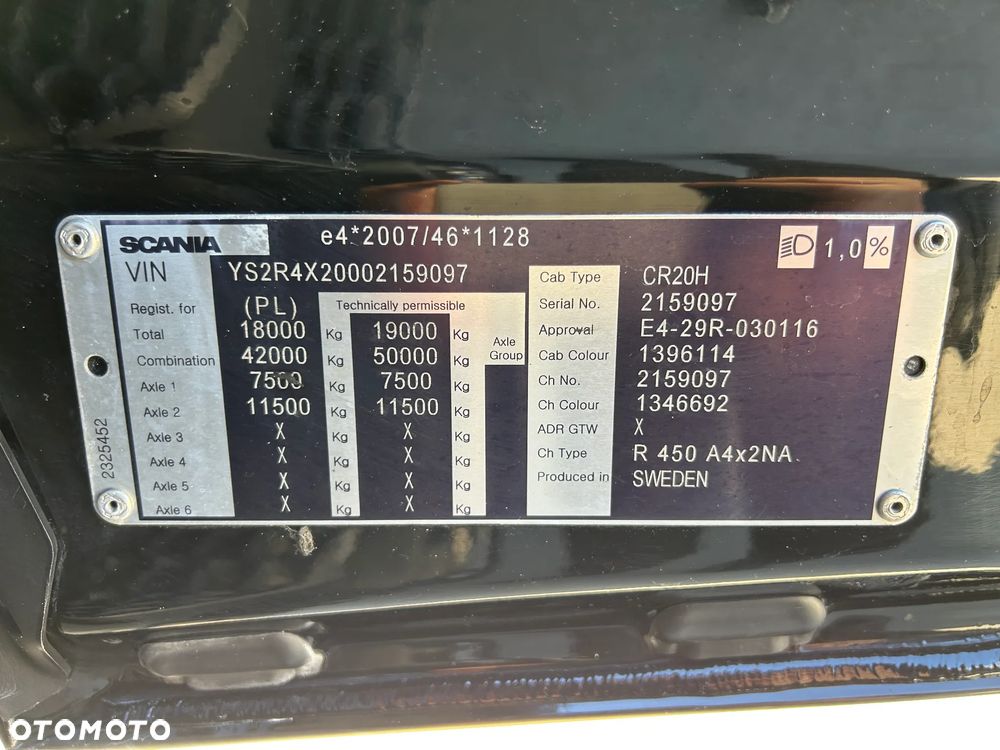 SCANIA e4*2007/46*1128 1,0%
VIN YS2R4X20002159097
Regist. for (PL) Technically permissible
Total 18000 Kg 19000 Kg
Combination 42000 Kg 50000 Kg Axle Group
Axle 1 7500 Kg 7500 Kg
Axle 2 11500 Kg 11500 Kg
Axle 3 X Kg X Kg
Axle 4 X Kg X Kg
Axle 5 X Kg X Kg
Axle 6 X Kg X Kg
2325452
Cab Type CR20H
Serial No. 2159097
Approval E4-29R-030116
Cab Colour 1396114
Ch No. 2159097
Ch Colour 1346692
ADR GTW X
Ch Type R 450 A4x2NA
Produced in SWEDEN
OTOMOTO